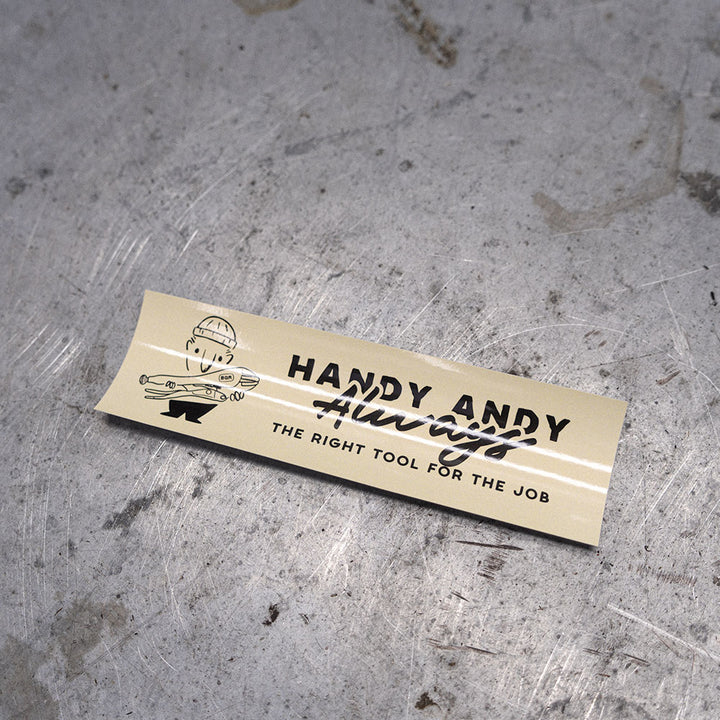 HANDY ANDY
Always
THE RIGHT TOOL FOR THE JOB